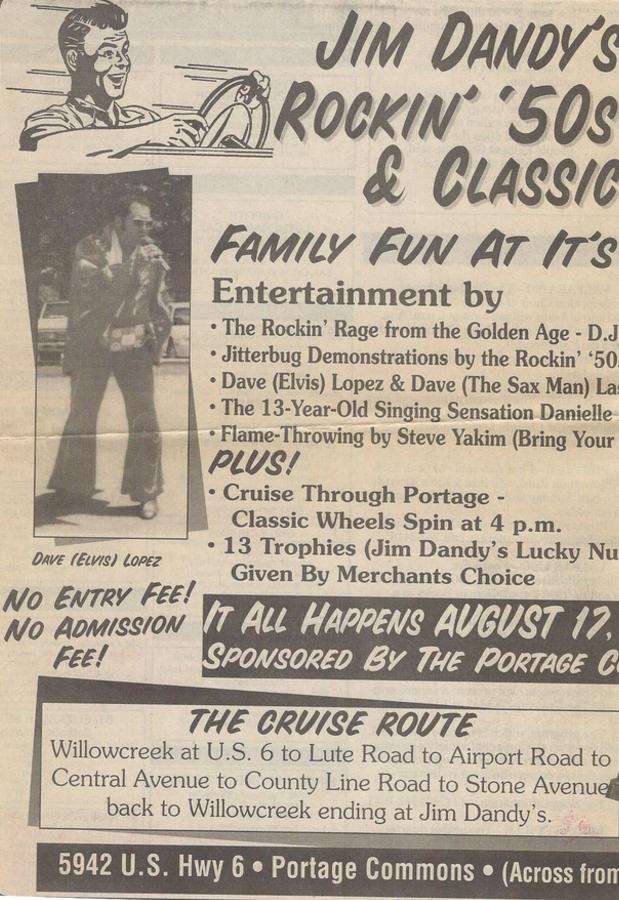 JIM DANDY'S
ROCKIN' '50s
& CLASSIC
FAMILY FUN AT IT'S
Entertainment by
• The Rockin' Rage from the Golden Age - D.J
• Jitterbug Demonstrations by the Rockin' '50
• Dave (Elvis) Lopez & Dave (The Sax Man) La
• The 13-Year-Old Singing Sensation Danielle
• Flame-Throwing by Steve Yakim (Bring Your
PLUS!
• Cruise Through Portage -
Classic Wheels Spin at 4 p.m.
• 13 Trophies (Jim Dandy's Lucky Nu
Given By Merchants Choice
DAVE (ELVIS) LOPEZ
NO ENTRY FEE!
NO ADMISSION
FEE!
IT ALL HAPPENS AUGUST 17,
SPONSORED BY THE PORTAGE C
THE CRUISE ROUTE
Willowcreek at U.S. 6 to Lute Road to Airport Road to
Central Avenue to County Line Road to Stone Avenue
back to Willowcreek ending at Jim Dandy's.
5942 U.S. Hwy 6 • Portage Commons • (Across from